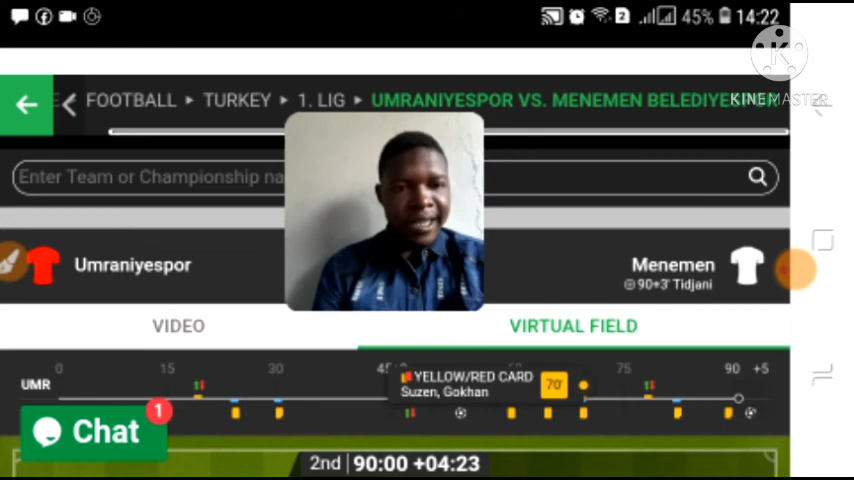 2 45% 14:22
KINEMASTER
FOOTBALL ▸ TURKEY ▸ 1. LIG ▸ UMRANIYESPOR VS. MENEMEN BELEDIYESPOR
Enter Team or Championship na
Umraniyespor
Menemen
90+3' Tidjani
VIDEO
VIRTUAL FIELD
0 15 30 75 90 +5
UMR
YELLOW/RED CARD
Suzen, Gokhan
70'
Chat
1
2nd 90:00 +04:23